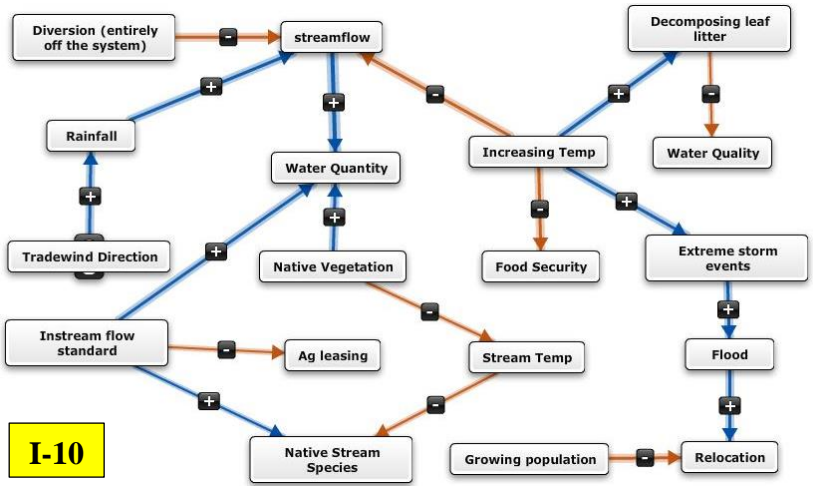 Diversion (entirely
off the system)
-
streamflow
Decomposing leaf
litter
+
+
-
+
-
Rainfall
Increasing Temp
Water Quality
Water Quantity
+
+
-
+
+
Tradewind Direction
Native Vegetation
Food Security
Extreme storm
events
-
+
Instream flow
standard
-
Ag leasing
Stream Temp
Flood
+
-
+
I-10
Native Stream
Species
Growing population
-
Relocation